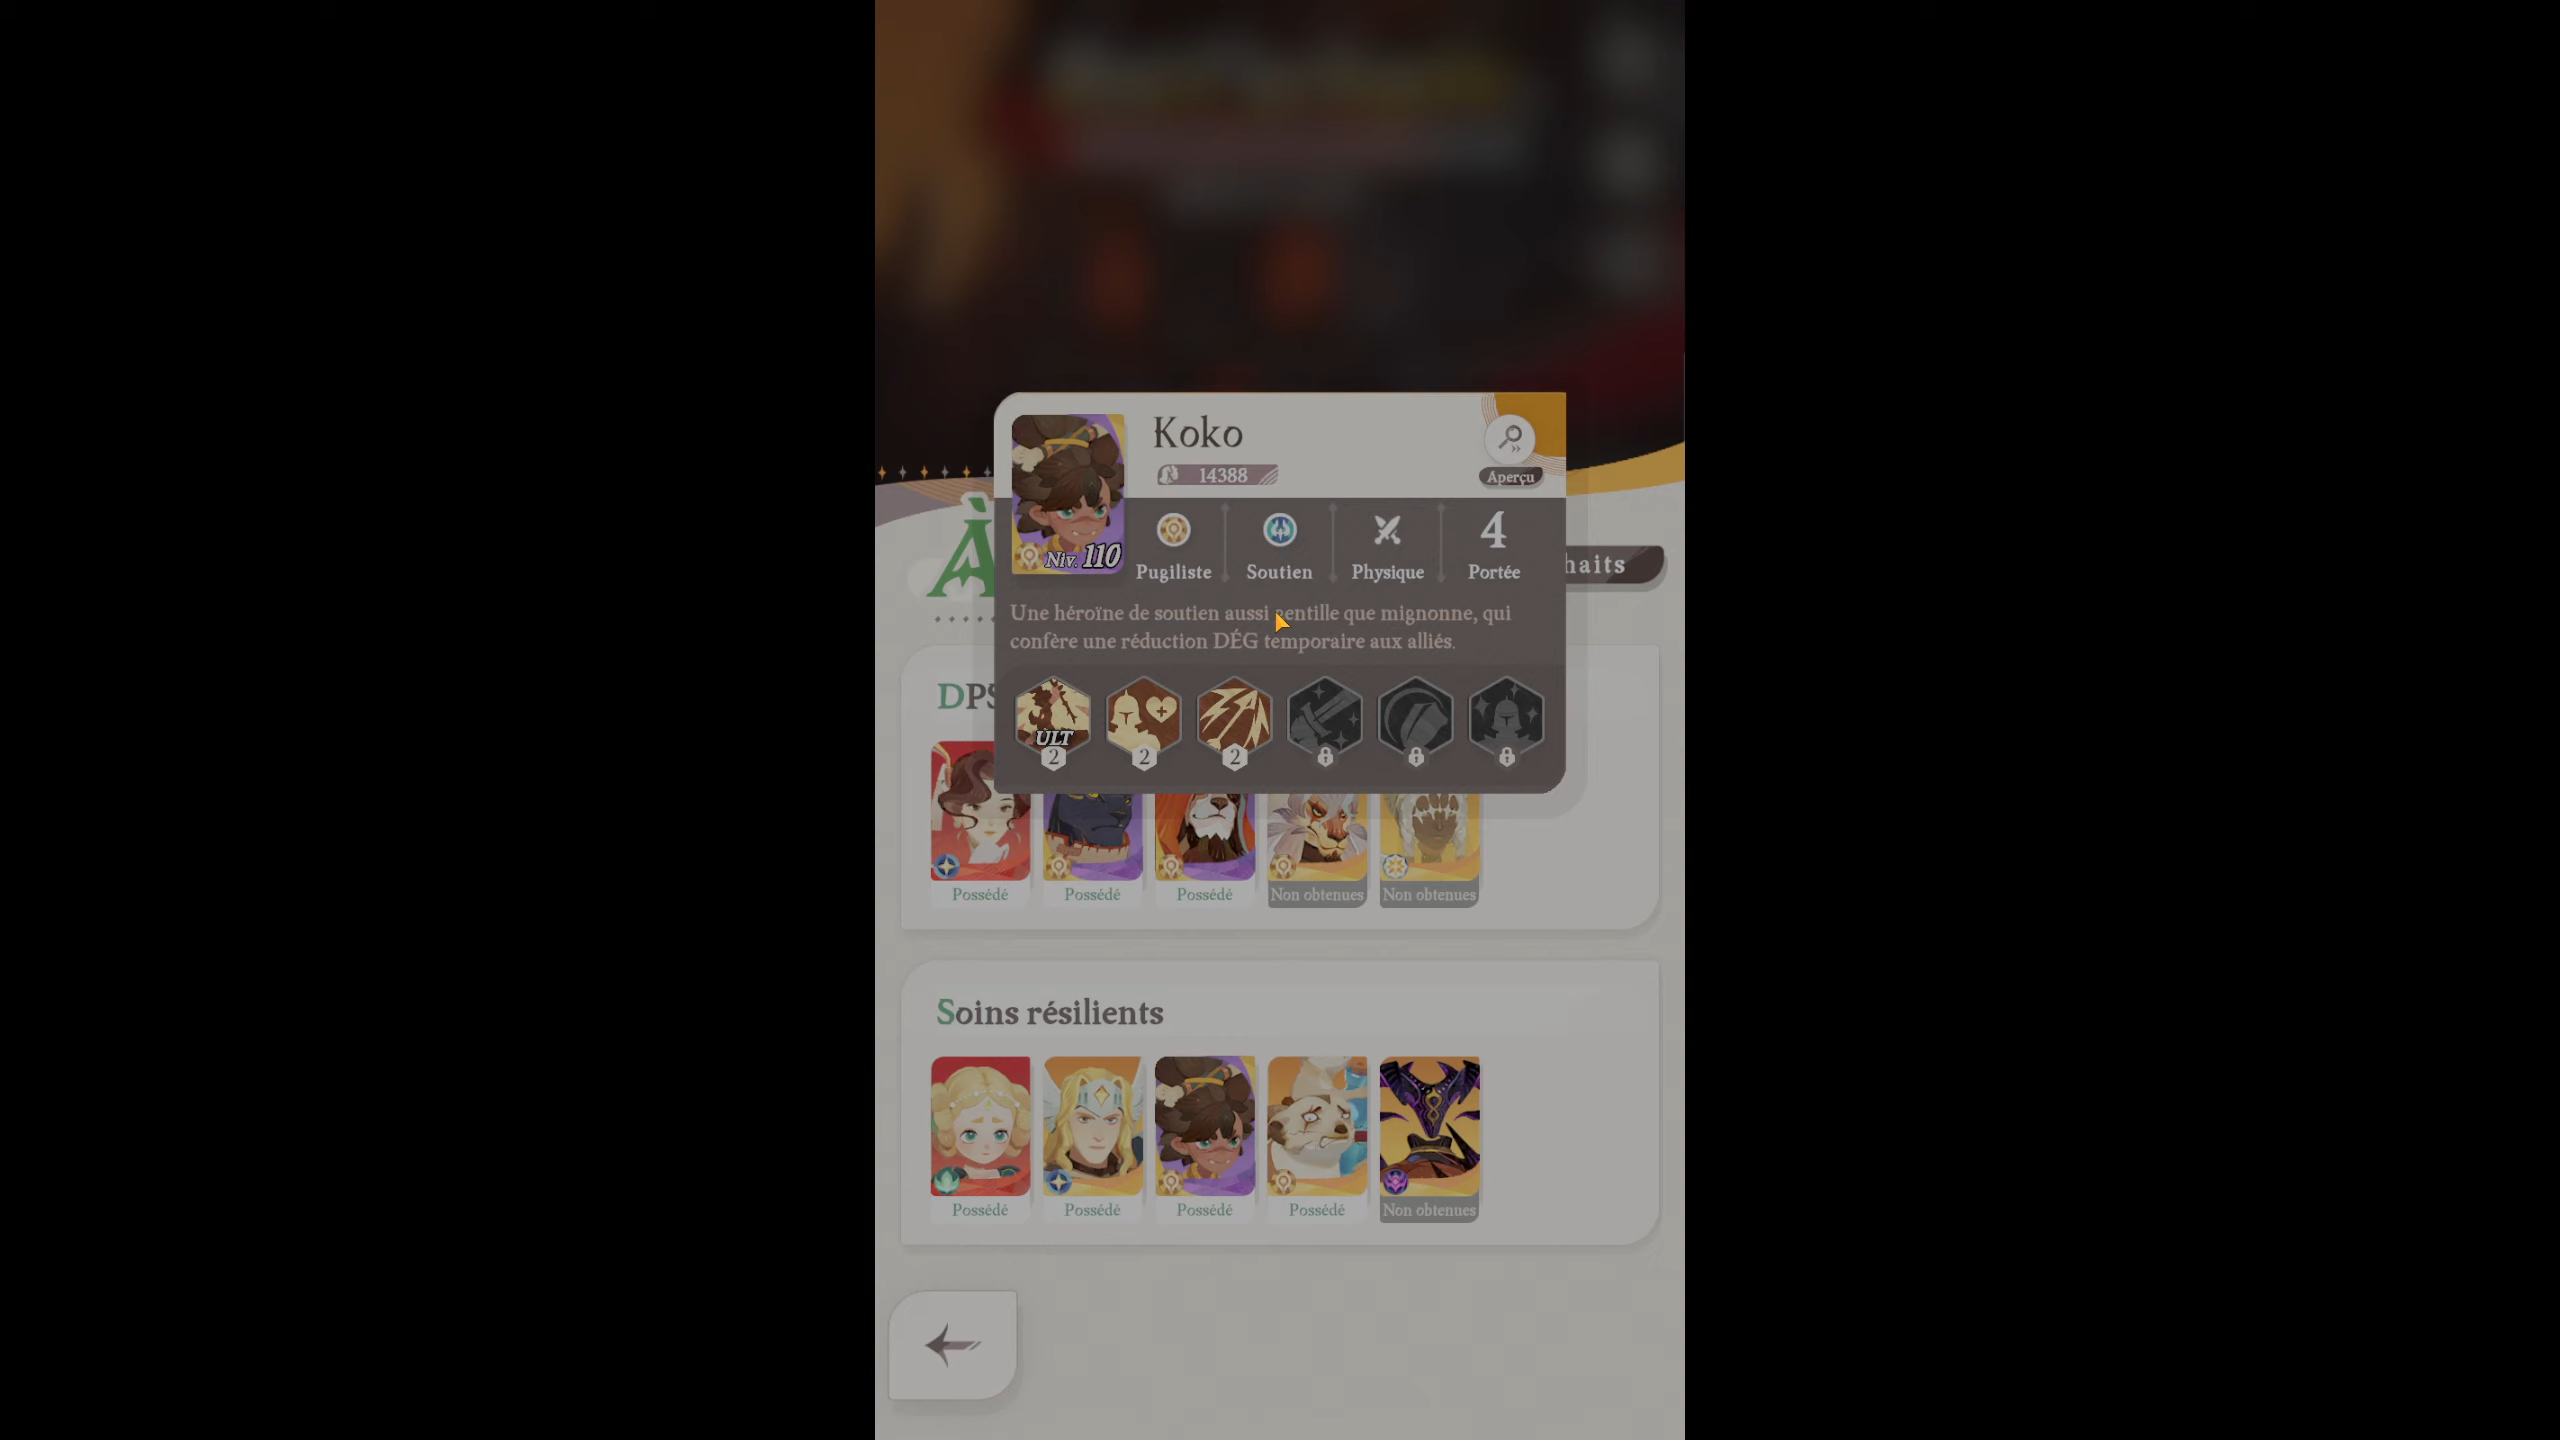 Koko
14388
Aperçu
À
Niv. 110
Pugiliste
Soutien
Physique
4
Portée
haits
Une héroïne de soutien aussi gentille que mignonne, qui
confère une réduction DÉG temporaire aux alliés.
DPS
ULT
2
2
2
Possédé
Possédé
Possédé
Non obtenues
Non obtenues
Soins résilients
Possédé
Possédé
Possédé
Possédé
Non obtenues